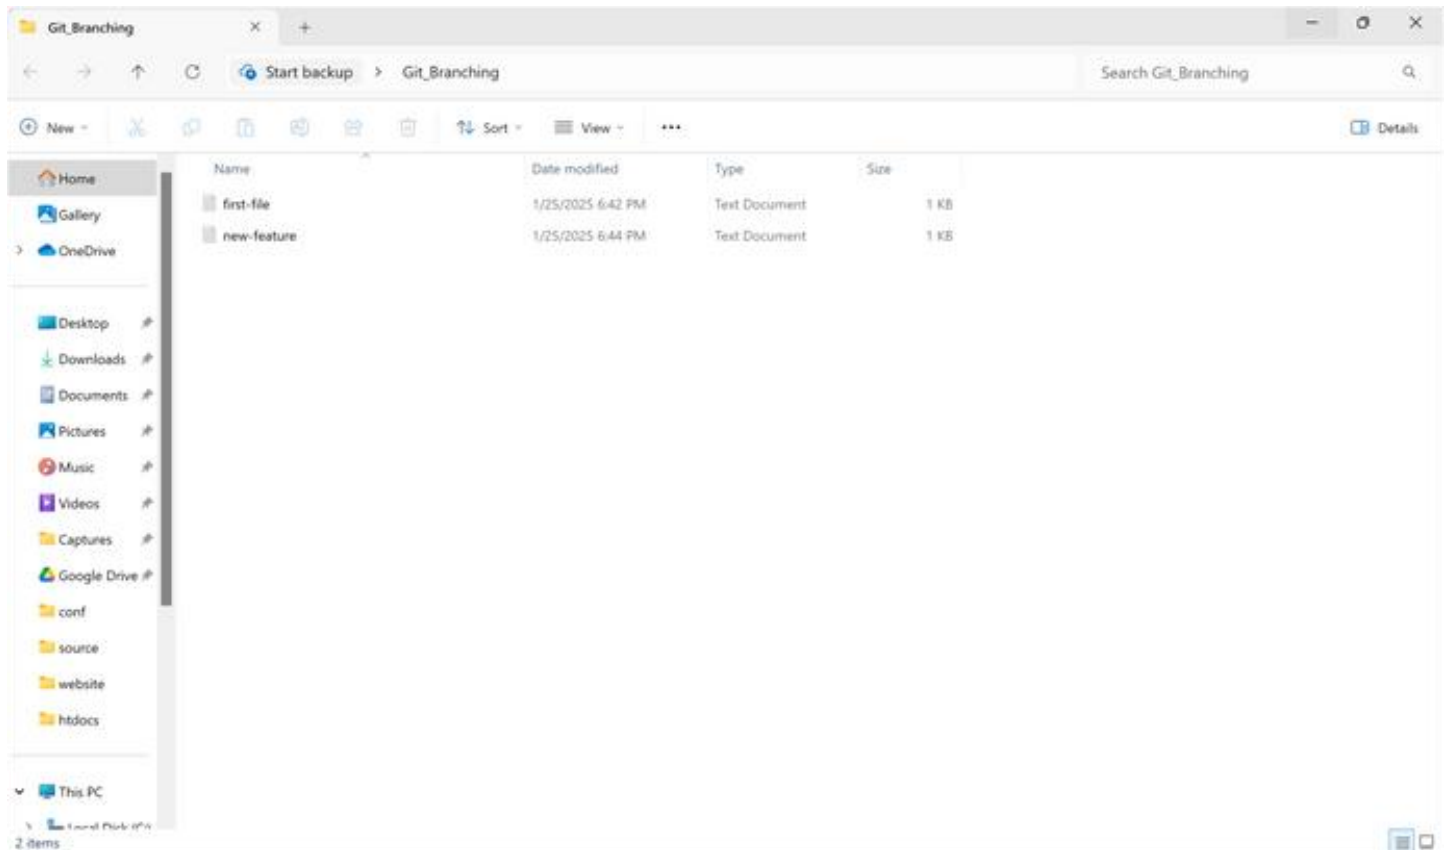 Git_Branching
Start backup > Git_Branching
Search Git_Branching
New
Sort
View
Details
Name Date modified Type Size
first-file 1/25/2025 6:42 PM Text Document 1 KB
new-feature 1/25/2025 6:44 PM Text Document 1 KB
Home
Gallery
OneDrive
Desktop
Downloads
Documents
Pictures
Music
Videos
Captures
Google Drive
conf
source
website
htdocs
This PC
Local Disk (C:)
2 items